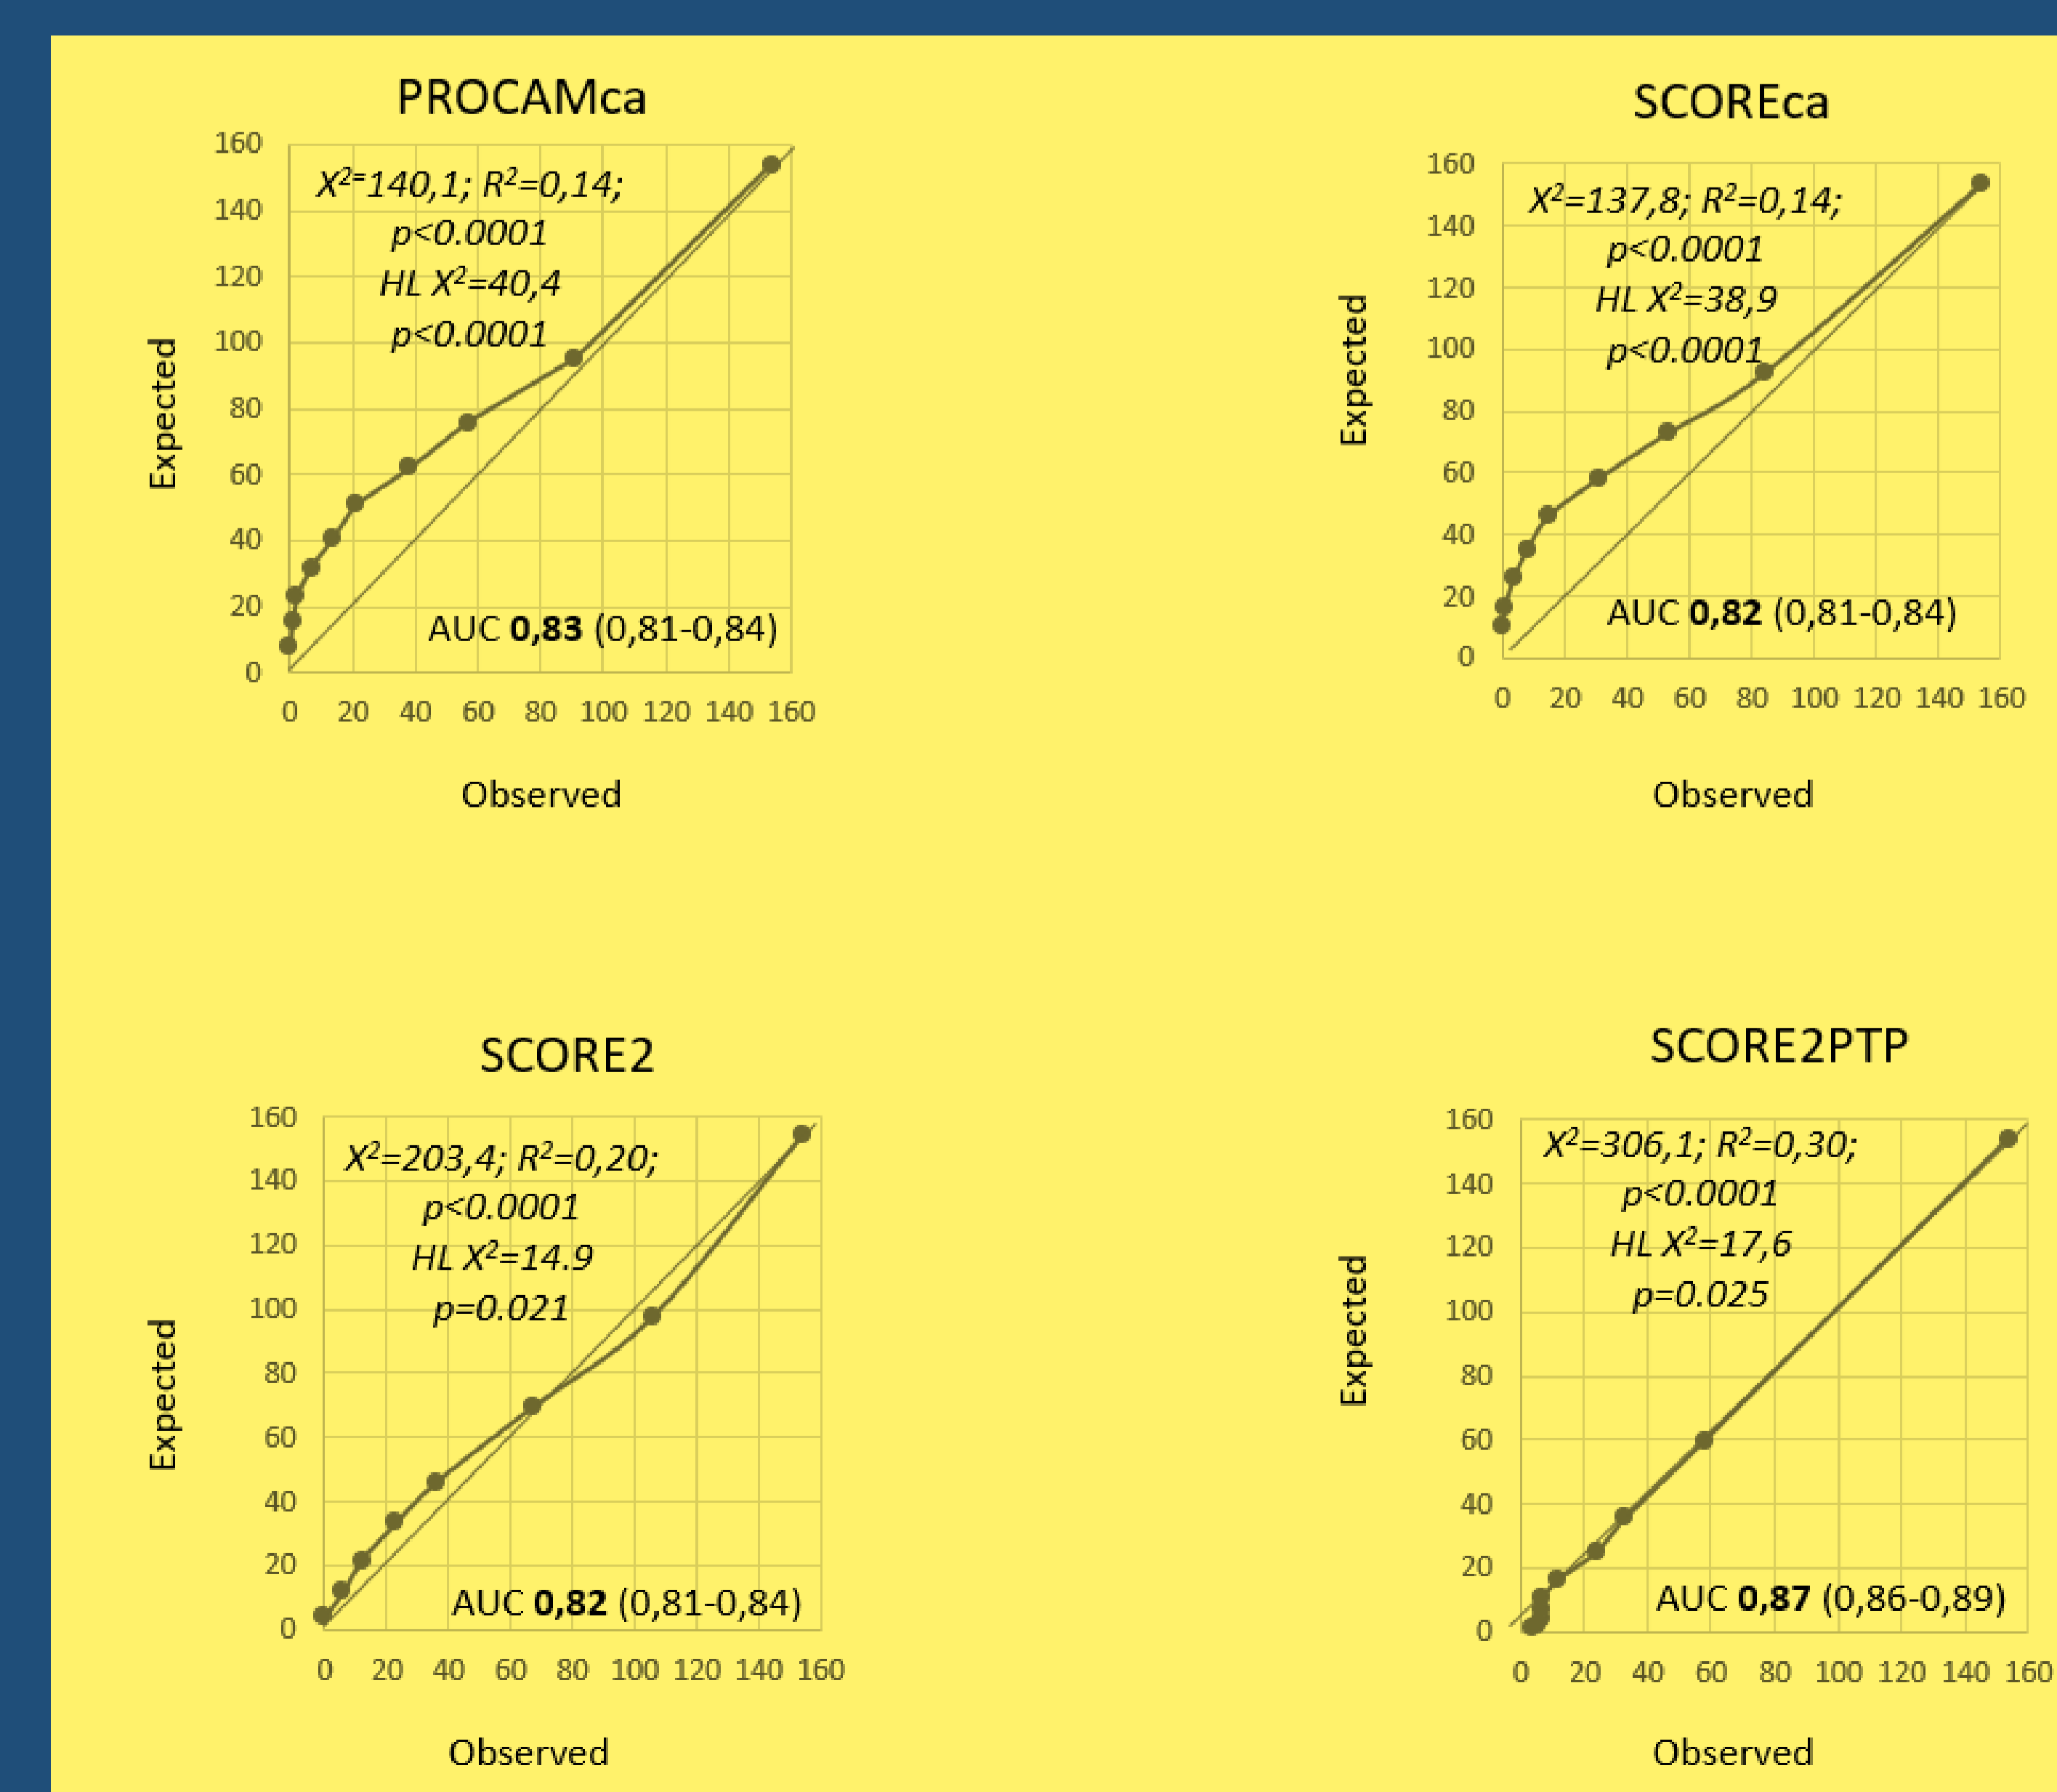 PROCAMca
160
140
120
100
80
60
40
20
0
X²=140,1; R²=0,14;
p<0.0001
HL X²=40,4
p<0.0001
AUC 0,83 (0,81-0,84)
Expected
0 20 40 60 80 100 120 140 160
Observed
SCOREca
160
140
120
100
80
60
40
20
0
X²=137,8; R²=0,14;
p<0.0001
HL X²=38,9
p<0.0001
AUC 0,82 (0,81-0,84)
Expected
0 20 40 60 80 100 120 140 160
Observed
SCORE2
160
140
120
100
80
60
40
20
0
X²=203,4; R²=0,20;
p<0.0001
HL X²=14.9
p=0.021
AUC 0,82 (0,81-0,84)
Expected
0 20 40 60 80 100 120 140 160
Observed
SCORE2PTP
160
140
120
100
80
60
40
20
0
X²=306,1; R²=0,30;
p<0.0001
HL X²=17,6
p=0.025
AUC 0,87 (0,86-0,89)
Expected
0 20 40 60 80 100 120 140 160
Observed